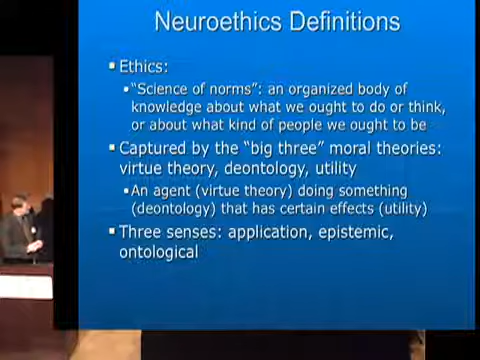 Neuroethics Definitions
Ethics:
"Science of norms": an organized body of
knowledge about what we ought to do or think,
or about what kind of people we ought to be
Captured by the "big three" moral theories:
virtue theory, deontology, utility
An agent (virtue theory) doing something
(deontology) that has certain effects (utility)
Three senses: application, epistemic,
ontological